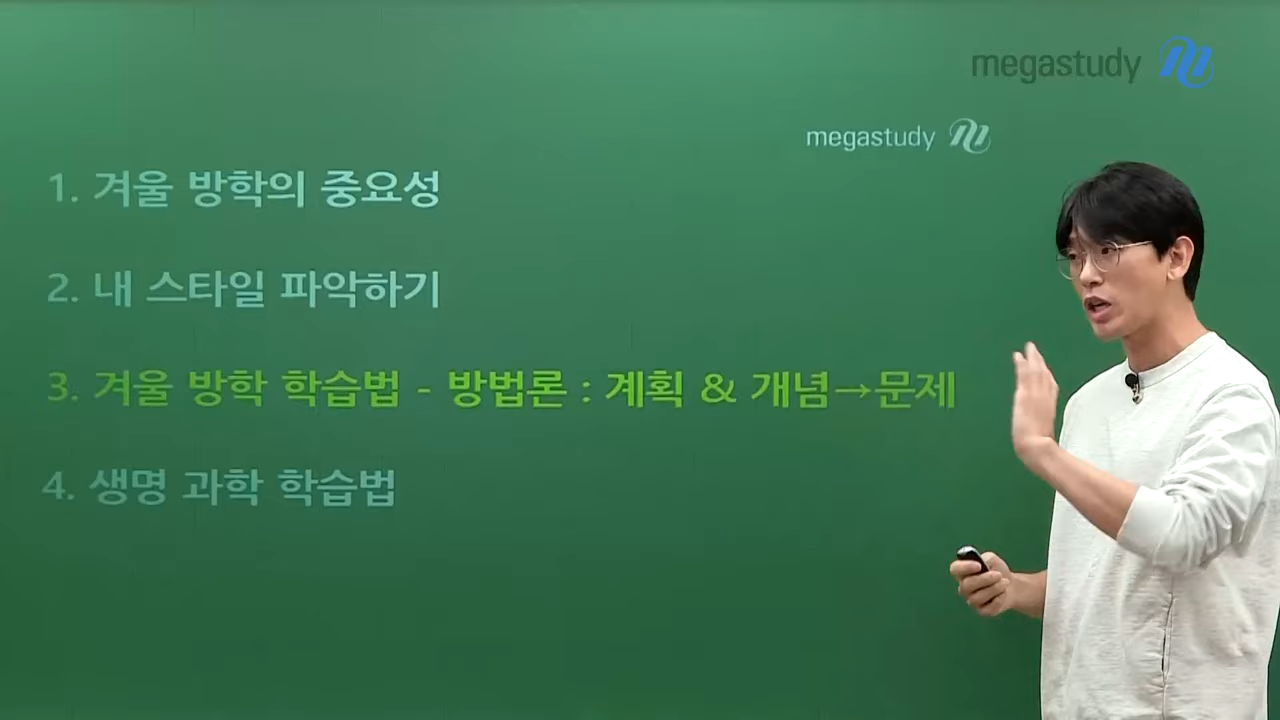 megastudy
megastudy
1. 겨울 방학의 중요성
2. 내 스타일 파악하기
3. 겨울 방학 학습법 - 방법론 : 계획 & 개념→문제
4. 생명 과학 학습법